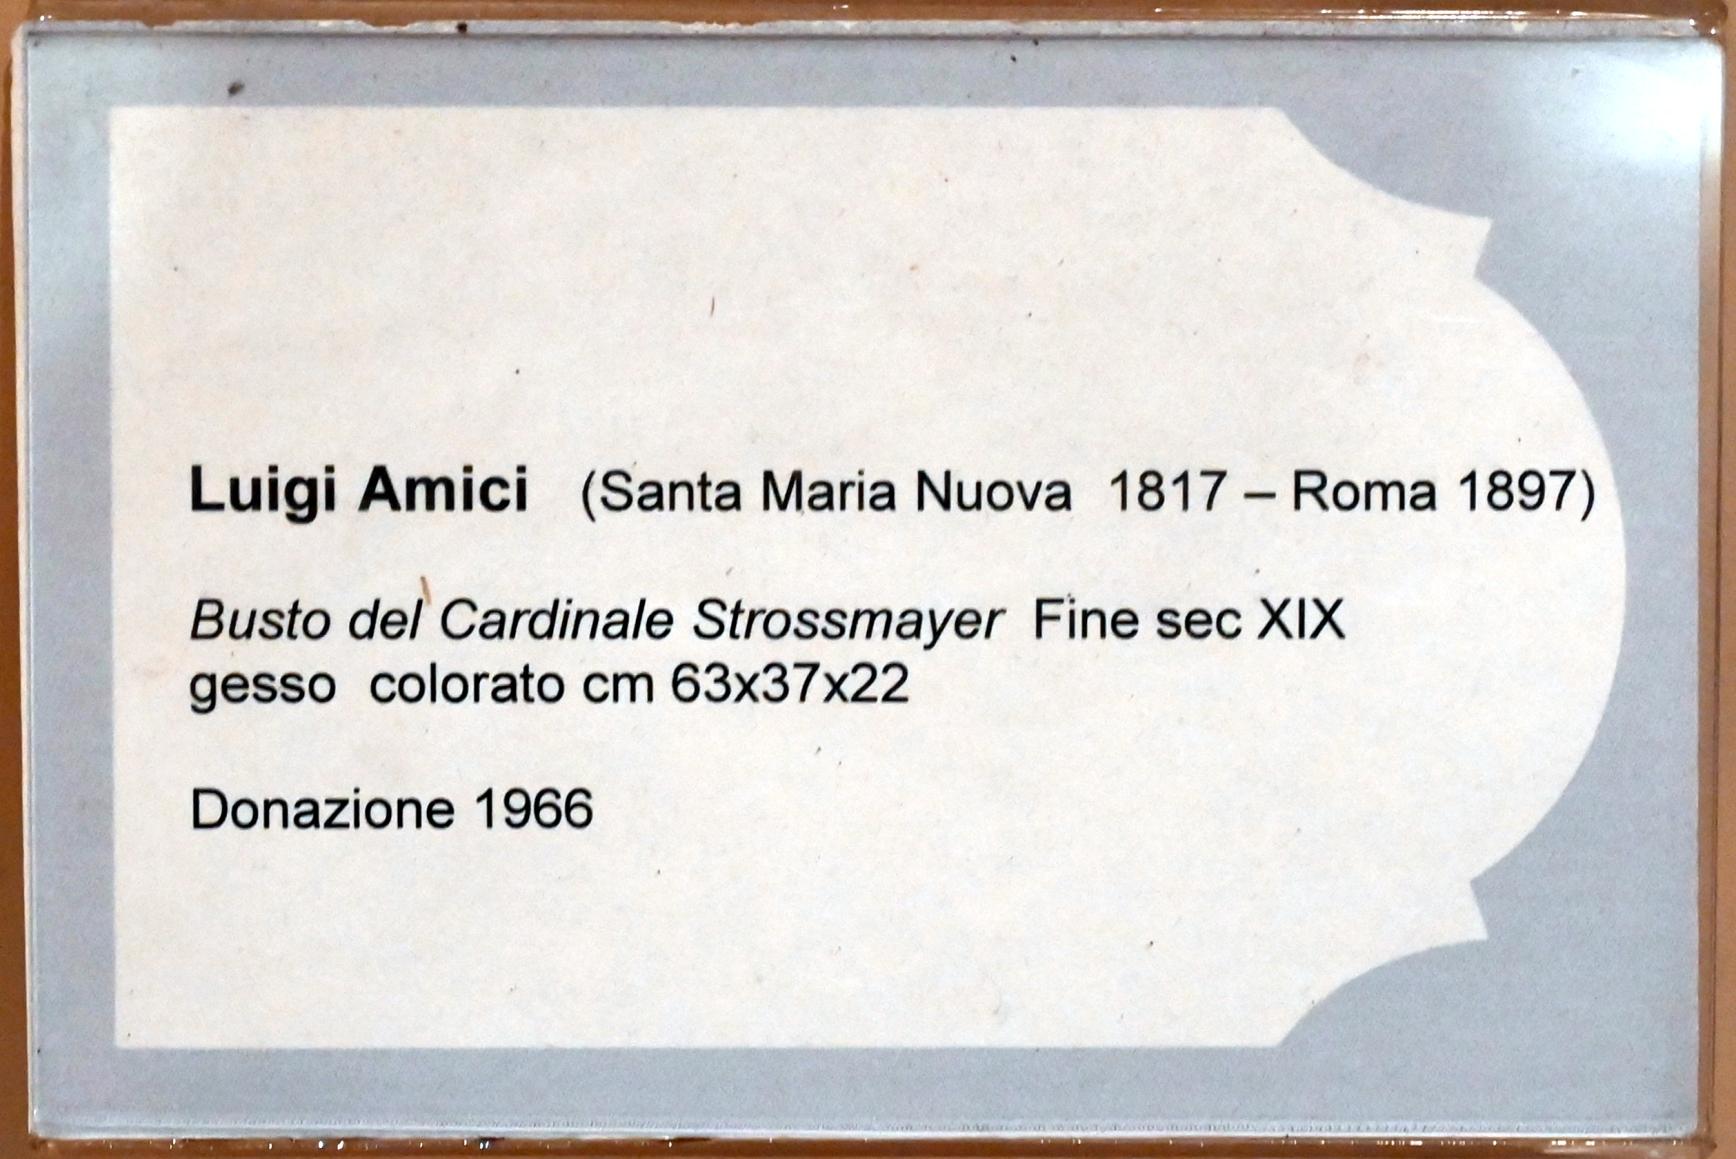 Luigi Amici (Santa Maria Nuova 1817 – Roma 1897)
Busto del Cardinale Strossmayer Fine sec XIX
gesso colorato cm 63x37x22
Donazione 1966